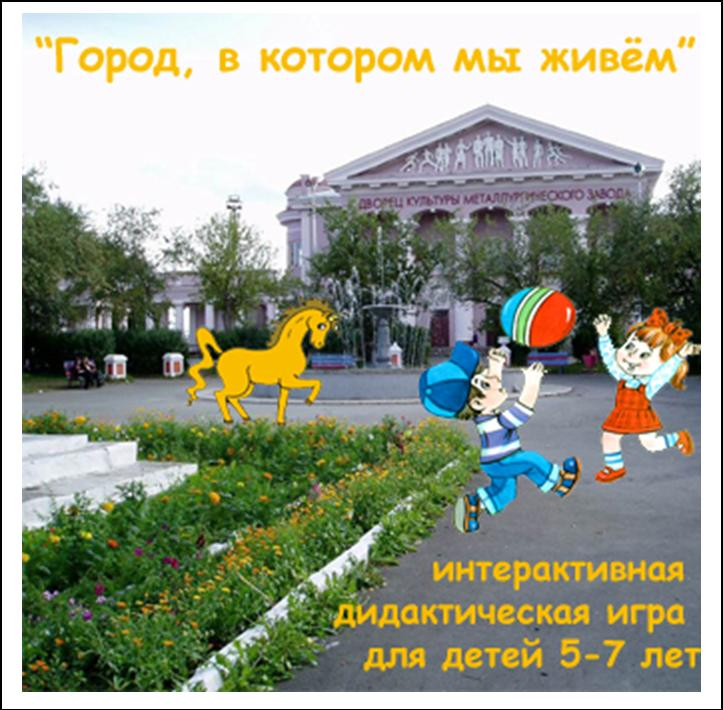 “Город, в котором мы живём”
ДВОРЕЦ КУЛЬТУРЫ МЕТАЛЛУРГИЧЕСКОГО ЗАВОДА
интерактивная
дидактическая игра
для детей 5-7 лет